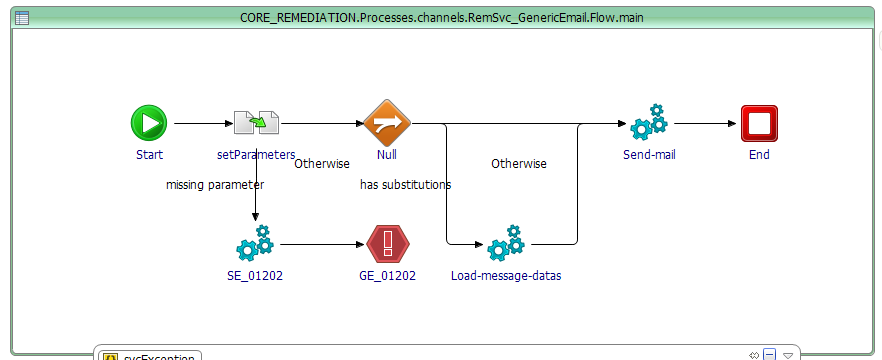 CORE_REMEDIATION.Processes.channels.RemSvc_GenericEmail.Flow.main
Start
setParameters
Null
Send-mail
End
Otherwise
Otherwise
missing parameter
has substitutions
SE_01202
GE_01202
Load-message-datas
svcException